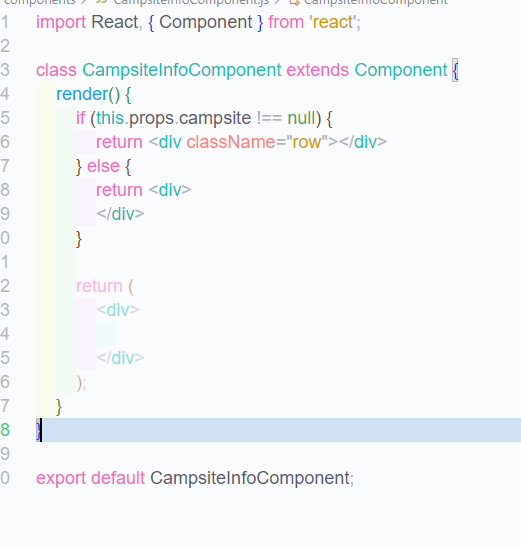 components > JS CampsiteInfoComponent.js > CampsiteInfoComponent
1 import React, { Component } from 'react';
2
3 class CampsiteInfoComponent extends Component {
4 render() {
5 if (this.props.campsite !== null) {
6 return <div className="row"></div>
7 } else {
8 return <div>
9 </div>
0 }
1
2 return (
3 <div>
4
5 </div>
6 );
7 }
8 }
9
0 export default CampsiteInfoComponent;